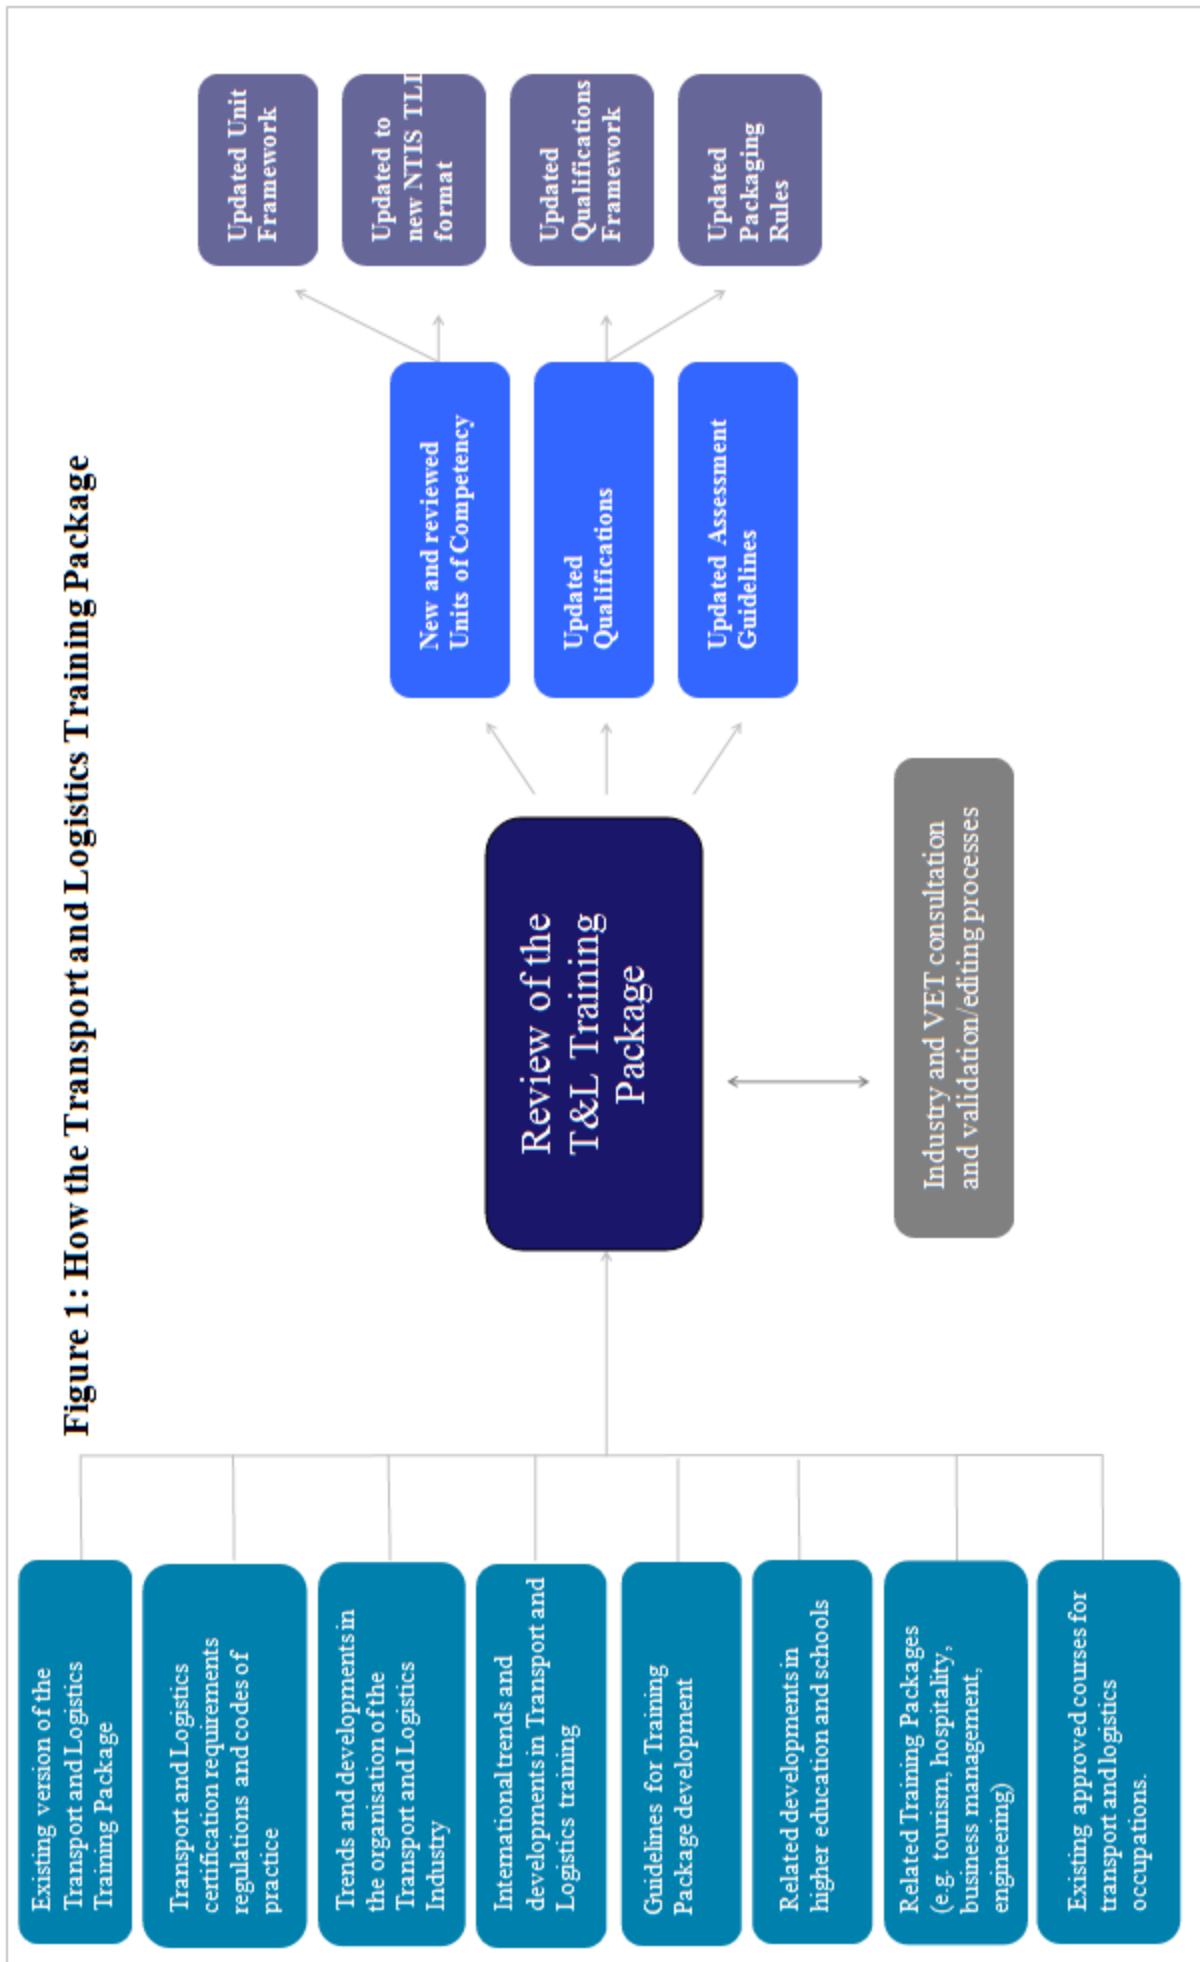 Figure 1: How the Transport and Logistics Training Package
Existing version of the
Transport and Logistics
Training Package
Transport and Logistics
certification requirements
regulations and codes of
practice
Trends and developments in
the organisation of the
Transport and Logistics
Industry
International trends and
developments in Transport and
Logistics training
Guidelines for Training
Package development
Related developments in
higher education and schools
Related Training Packages
(e.g. tourism, hospitality,
business management,
engineering)
Existing approved courses for
transport and logistics
occupations.
Review of the
T&L Training
Package
Industry and VET consultation
and validation/editing processes
New and reviewed
Units of Competency
Updated
Qualifications
Updated Assessment
Guidelines
Updated Unit
Framework
Updated to
new NTIS TLI
format
Updated
Qualifications
Framework
Updated
Packaging
Rules